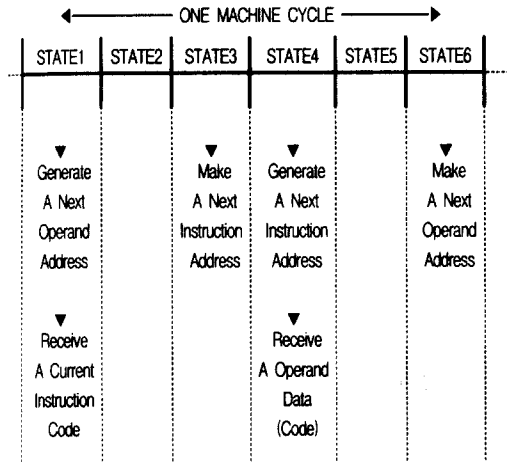 ONE MACHINE CYCLE
STATE1 STATE2 STATE3 STATE4 STATE5 STATE6
Generate
A Next
Operand
Address
Make
A Next
Instruction
Address
Generate
A Next
Instruction
Address
Make
A Next
Operand
Address
Receive
A Current
Instruction
Code
Receive
A Operand
Data
(Code)